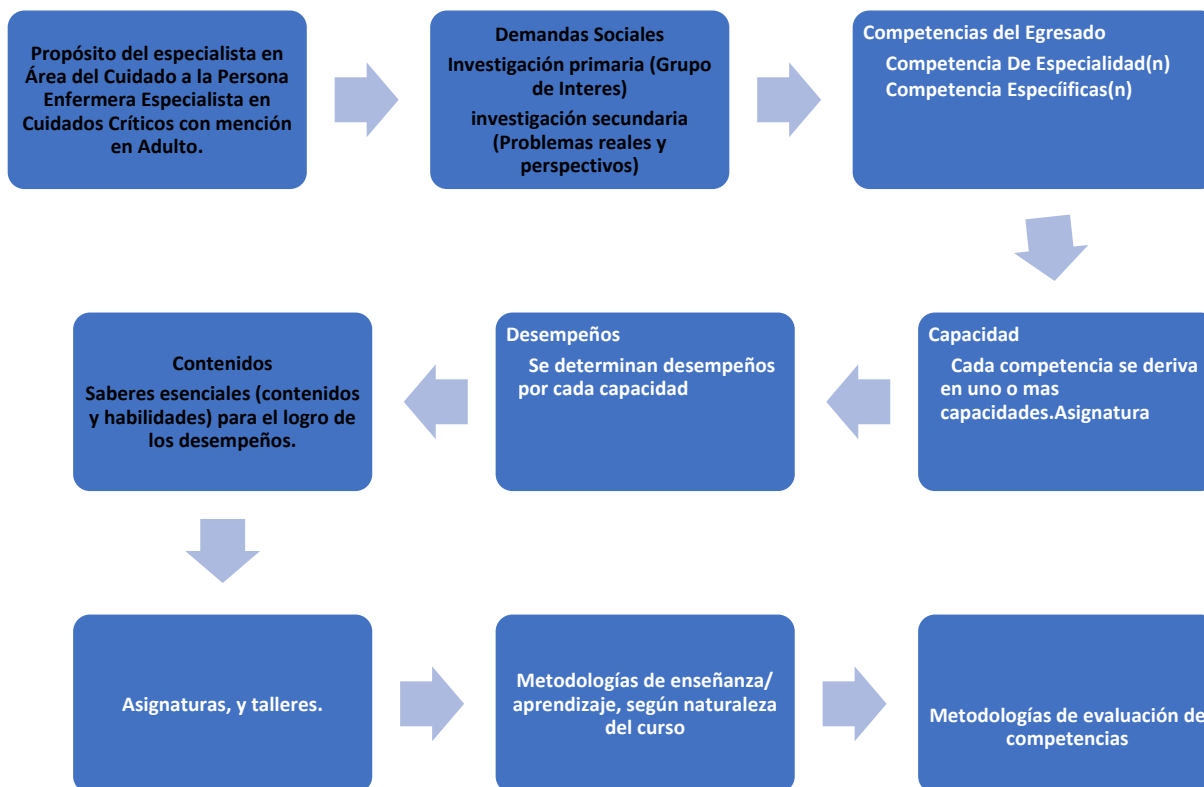 Propósito del especialista en
Área del Cuidado a la Persona
Enfermera Especialista en
Cuidados Críticos con mención
en Adulto.
Demandas Sociales
Investigación primaria (Grupo
de Interes)
investigación secundaria
(Problemas reales y
perspectivos)
Competencias del Egresado
Competencia De Especialidad(n)
Competencia Especíificas(n)
Capacidad
Cada competencia se deriva
en uno o mas
capacidades.Asignatura
Desempeños
Se determinan desempeños
por cada capacidad
Contenidos
Saberes esenciales (contenidos
y habilidades) para el logro de
los desempeños.
Asignaturas, y talleres.
Metodologías de enseñanza/
aprendizaje, según naturaleza
del curso
Metodologías de evaluación de
competencias